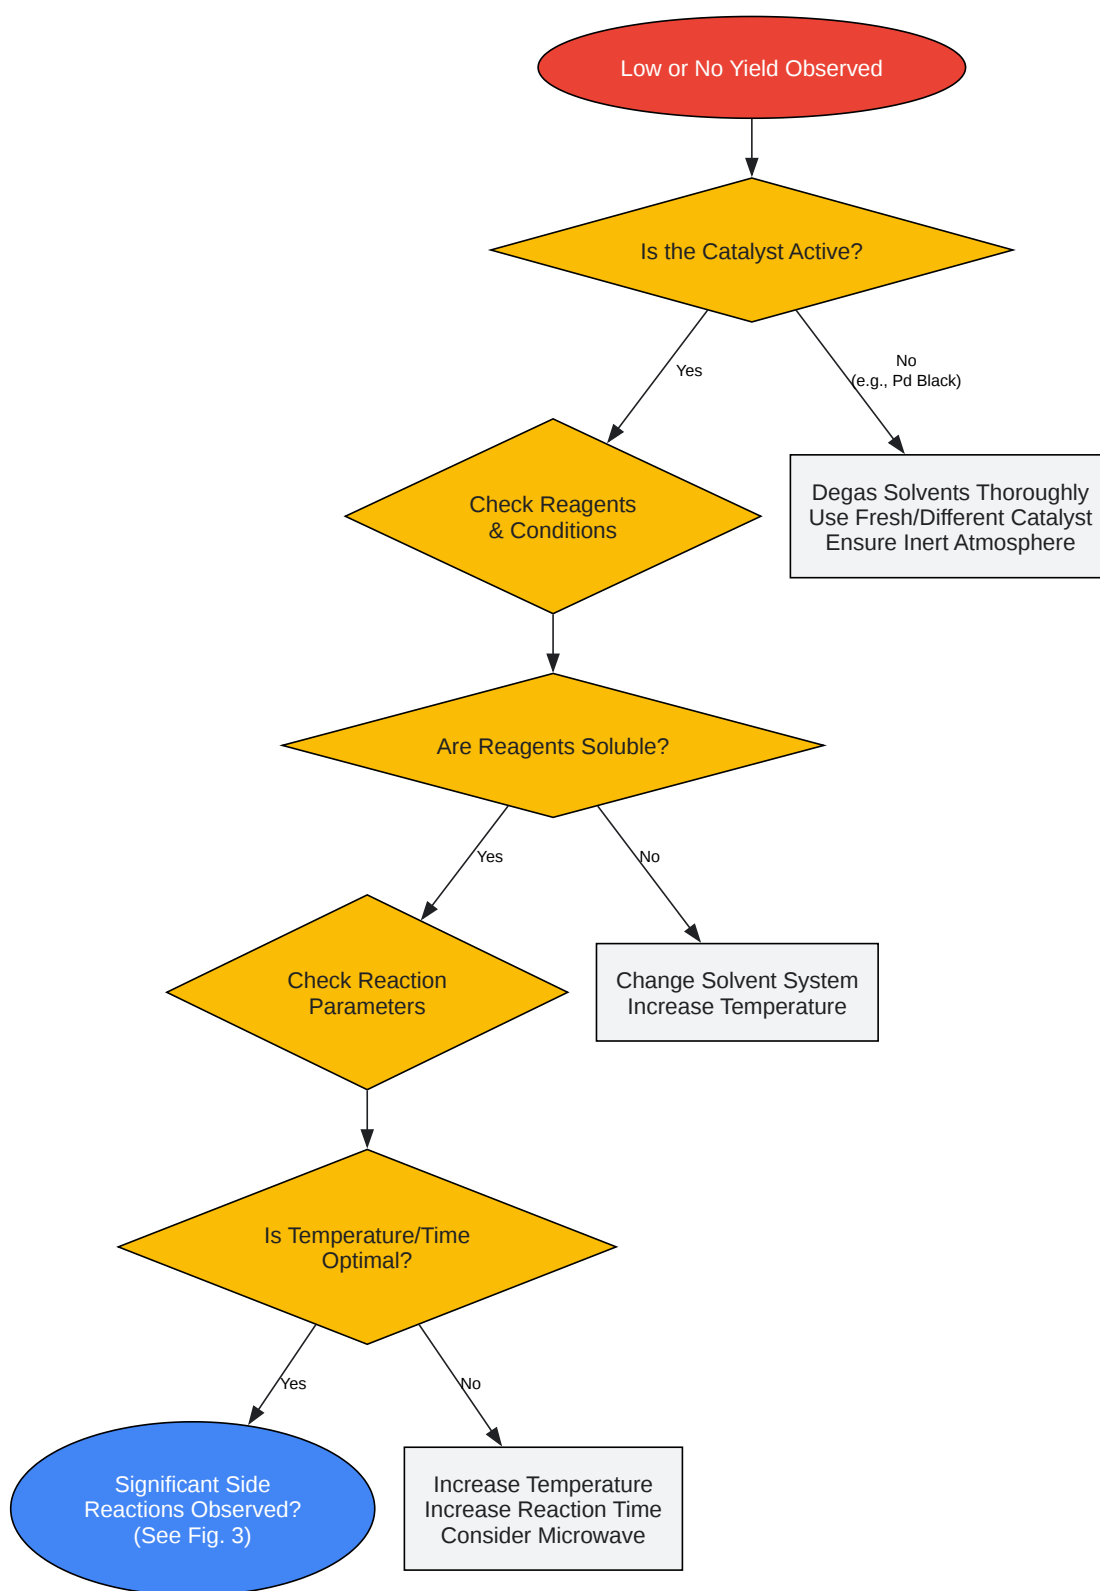 Low or No Yield Observed
Is the Catalyst Active?
Yes
No
(e.g., Pd Black)
Check Reagents
& Conditions
Degas Solvents Thoroughly
Use Fresh/Different Catalyst
Ensure Inert Atmosphere
Are Reagents Soluble?
Yes
No
Check Reaction
Parameters
Change Solvent System
Increase Temperature
Is Temperature/Time
Optimal?
Yes
No
Significant Side
Reactions Observed?
(See Fig. 3)
Increase Temperature
Increase Reaction Time
Consider Microwave